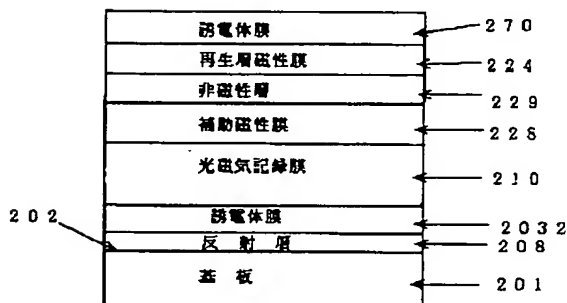 誘電体膜 270
再生層磁性膜 224
非磁性層 229
補助磁性膜 228
光磁気記録膜 210
202 誘電体膜 2032
反射層 208
基板 201